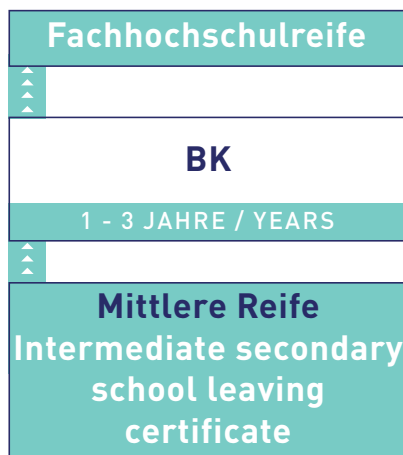 Fachhochschulreife
BK
1 - 3 JAHRE / YEARS
Mittlere Reife
Intermediate secondary
school leaving
certificate